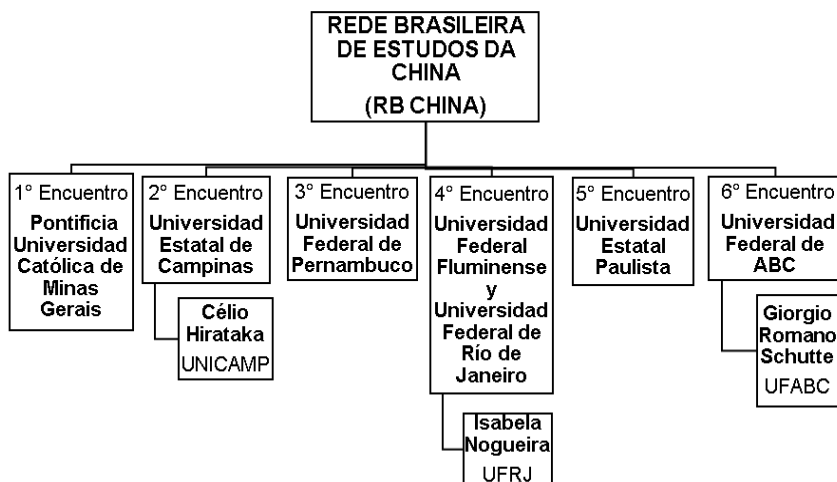 REDE BRASILEIRA
DE ESTUDOS DA
CHINA
(RB CHINA)
1° Encuentro
Pontificia
Universidad
Católica de
Minas
Gerais
2° Encuentro
Universidad
Estatal de
Campinas
Célio
Hirataka
UNICAMP
3° Encuentro
Universidad
Federal de
Pernambuco
4° Encuentro
Universidad
Federal
Fluminense
y
Universidad
Federal de
Río de
Janeiro
Isabela
Nogueira
UFRJ
5° Encuentro
Universidad
Estatal
Paulista
6° Encuentro
Universidad
Federal de
ABC
Giorgio
Romano
Schutte
UFABC